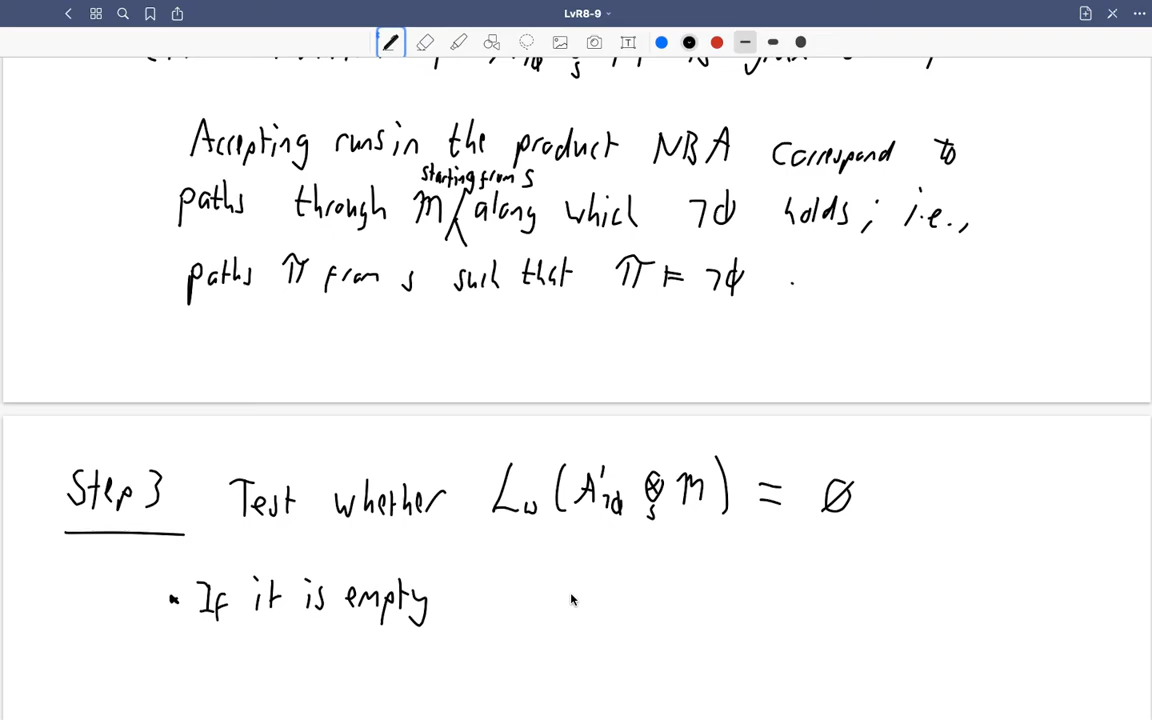 LvR8-9
Accepting runs in the product NBA correspond to
starting from s
paths through M along which ¬ϕ holds; i.e.,
paths π from s such that π ⊨ ¬ϕ .
Step 3 Test whether Lω (A'¬ϕ ⊗s M) = ∅
• If it is empty